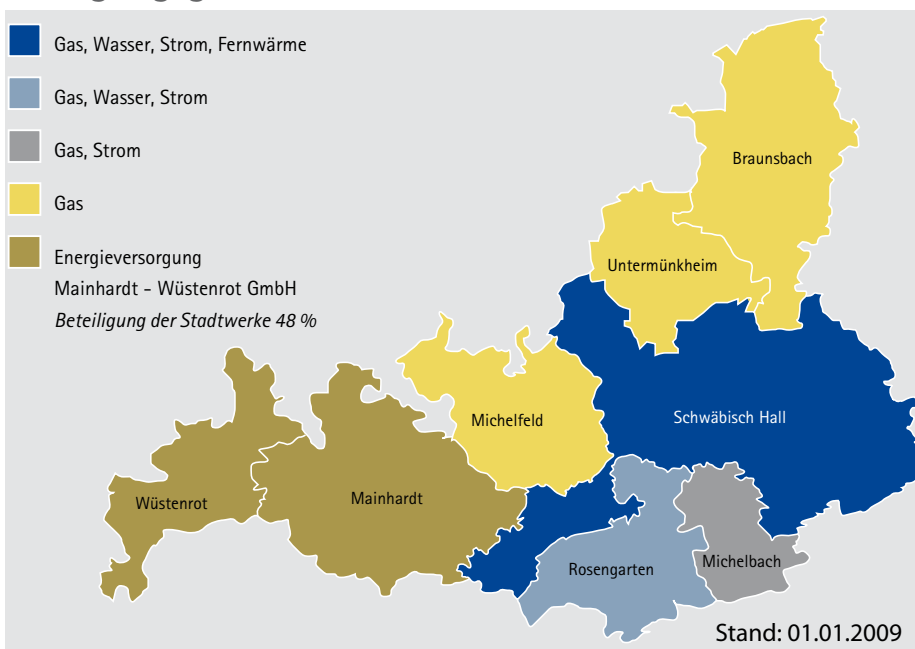 Gas, Wasser, Strom, Fernwärme
Gas, Wasser, Strom
Gas, Strom
Gas
Energieversorgung
Mainhardt - Wüstenrot GmbH
Beteiligung der Stadtwerke 48 %
Braunsbach
Untermünkheim
Schwäbisch Hall
Michelfeld
Mainhardt
Wüstenrot
Rosengarten
Michelbach
Stand: 01.01.2009